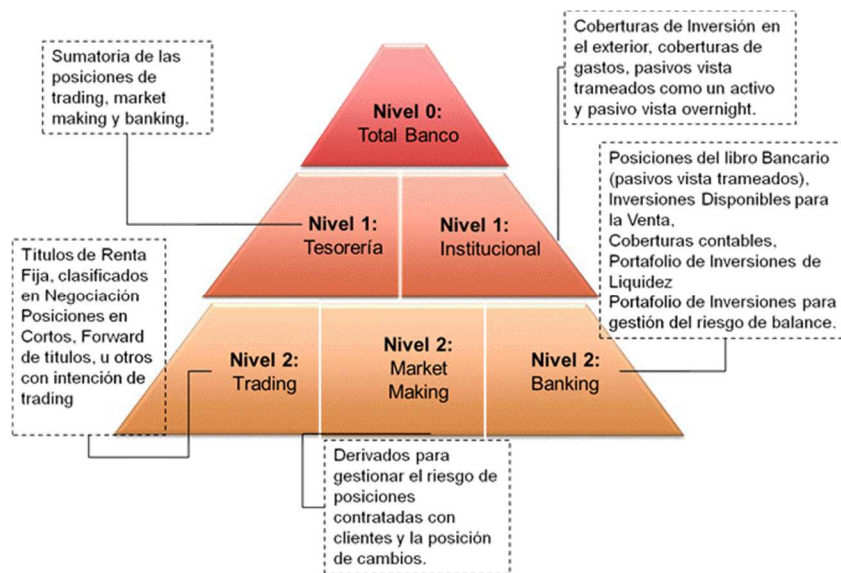 Sumatoria de las
posiciones de
trading, market
making y banking.
Coberturas de Inversión en
el exterior, coberturas de
gastos, pasivos vista
trameados como un activo
y pasivo vista overnight.
Nivel 0:
Total Banco
Nivel 1:
Tesorería
Nivel 1:
Institucional
Posiciones del libro Bancario
(pasivos vista trameados),
Inversiones Disponibles para
la Venta,
Coberturas contables,
Portafolio de Inversiones de
Liquidez
Portafolio de Inversiones para
gestión del riesgo de balance.
Títulos de Renta
Fija, clasificados
en Negociación
Posiciones en
Cortos, Forward
de títulos, u otros
con intención de
trading
Nivel 2:
Trading
Nivel 2:
Market
Making
Nivel 2:
Banking
Derivados para
gestionar el riesgo de
posiciones
contratadas con
clientes y la posición
de cambios.